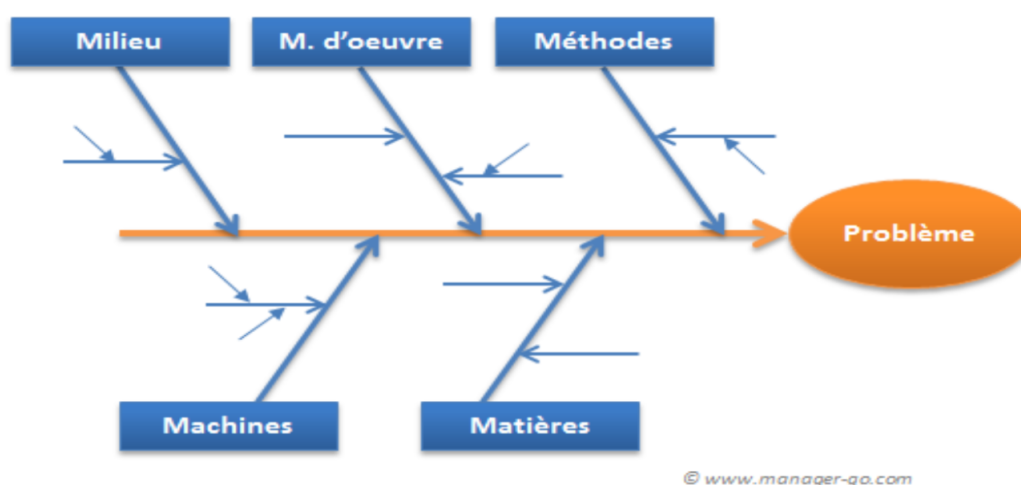 Milieu
M. d'oeuvre
Méthodes
Problème
Machines
Matières
© www.manager-go.com